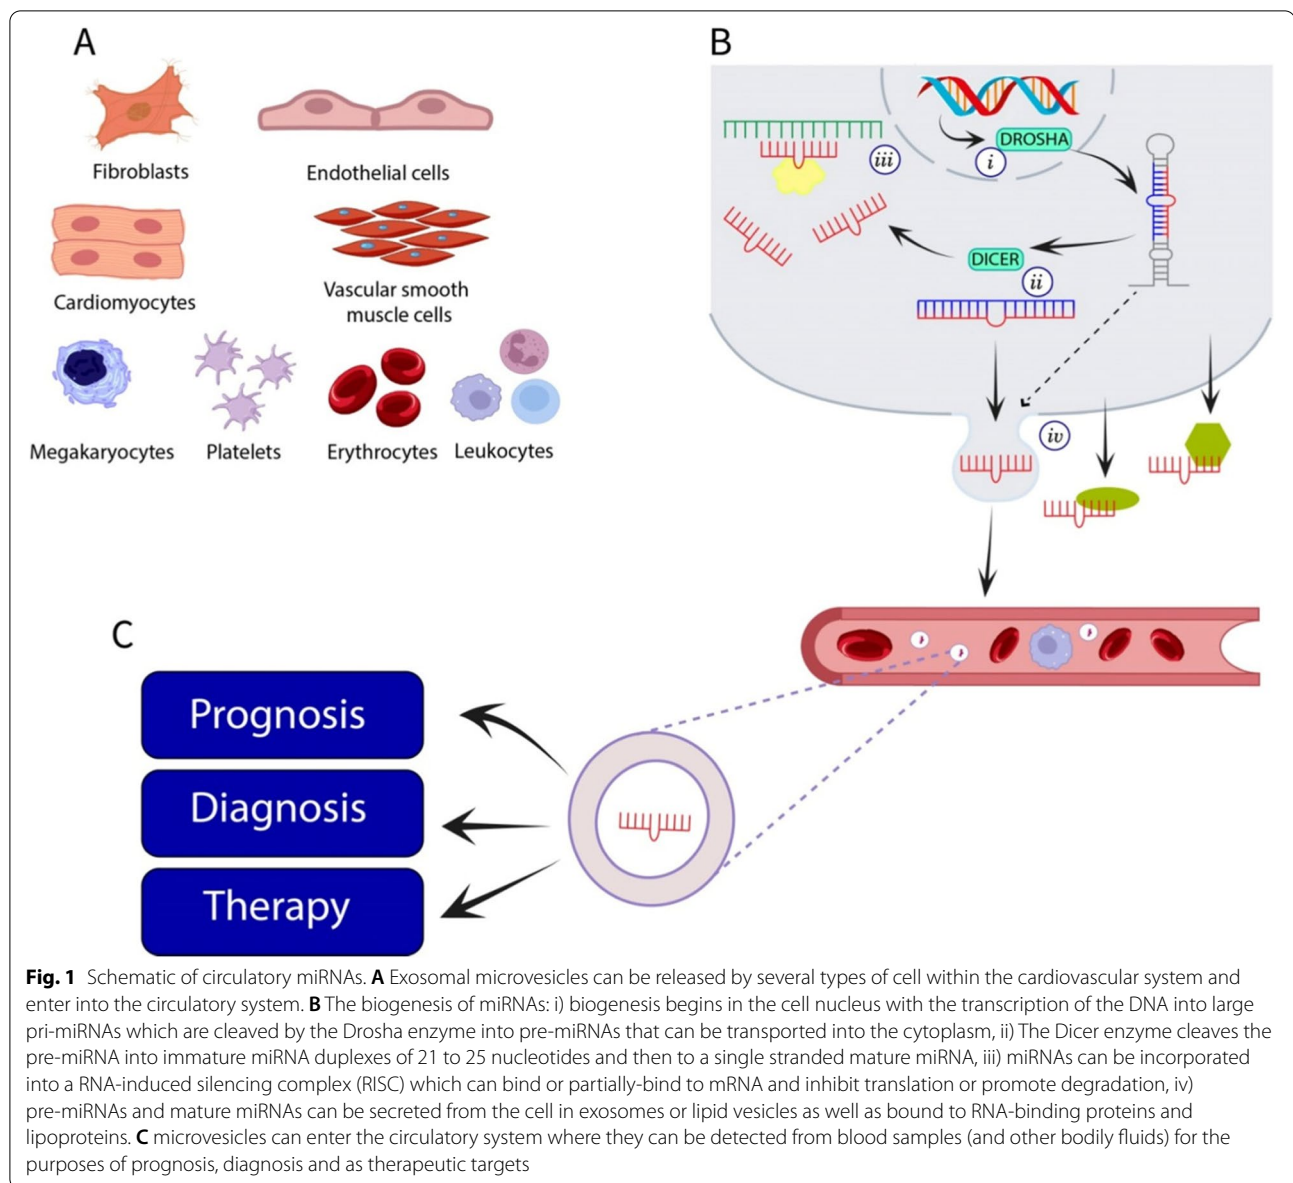 A
Fibroblasts
Endothelial cells
Cardiomyocytes
Vascular smooth
muscle cells
Megakaryocytes
Platelets
Erythrocytes
Leukocytes
B
DROSHA
i
iii
DICER
ii
iv
C
Prognosis
Diagnosis
Therapy
Fig. 1 Schematic of circulatory miRNAs. A Exosomal microvesicles can be released by several types of cell within the cardiovascular system and
enter into the circulatory system. B The biogenesis of miRNAs: i) biogenesis begins in the cell nucleus with the transcription of the DNA into large
pri-miRNAs which are cleaved by the Drosha enzyme into pre-miRNAs that can be transported into the cytoplasm, ii) The Dicer enzyme cleaves the
pre-miRNA into immature miRNA duplexes of 21 to 25 nucleotides and then to a single stranded mature miRNA, iii) miRNAs can be incorporated
into a RNA-induced silencing complex (RISC) which can bind or partially-bind to mRNA and inhibit translation or promote degradation, iv)
pre-miRNAs and mature miRNAs can be secreted from the cell in exosomes or lipid vesicles as well as bound to RNA-binding proteins and
lipoproteins. C microvesicles can enter the circulatory system where they can be detected from blood samples (and other bodily fluids) for the
purposes of prognosis, diagnosis and as therapeutic targets